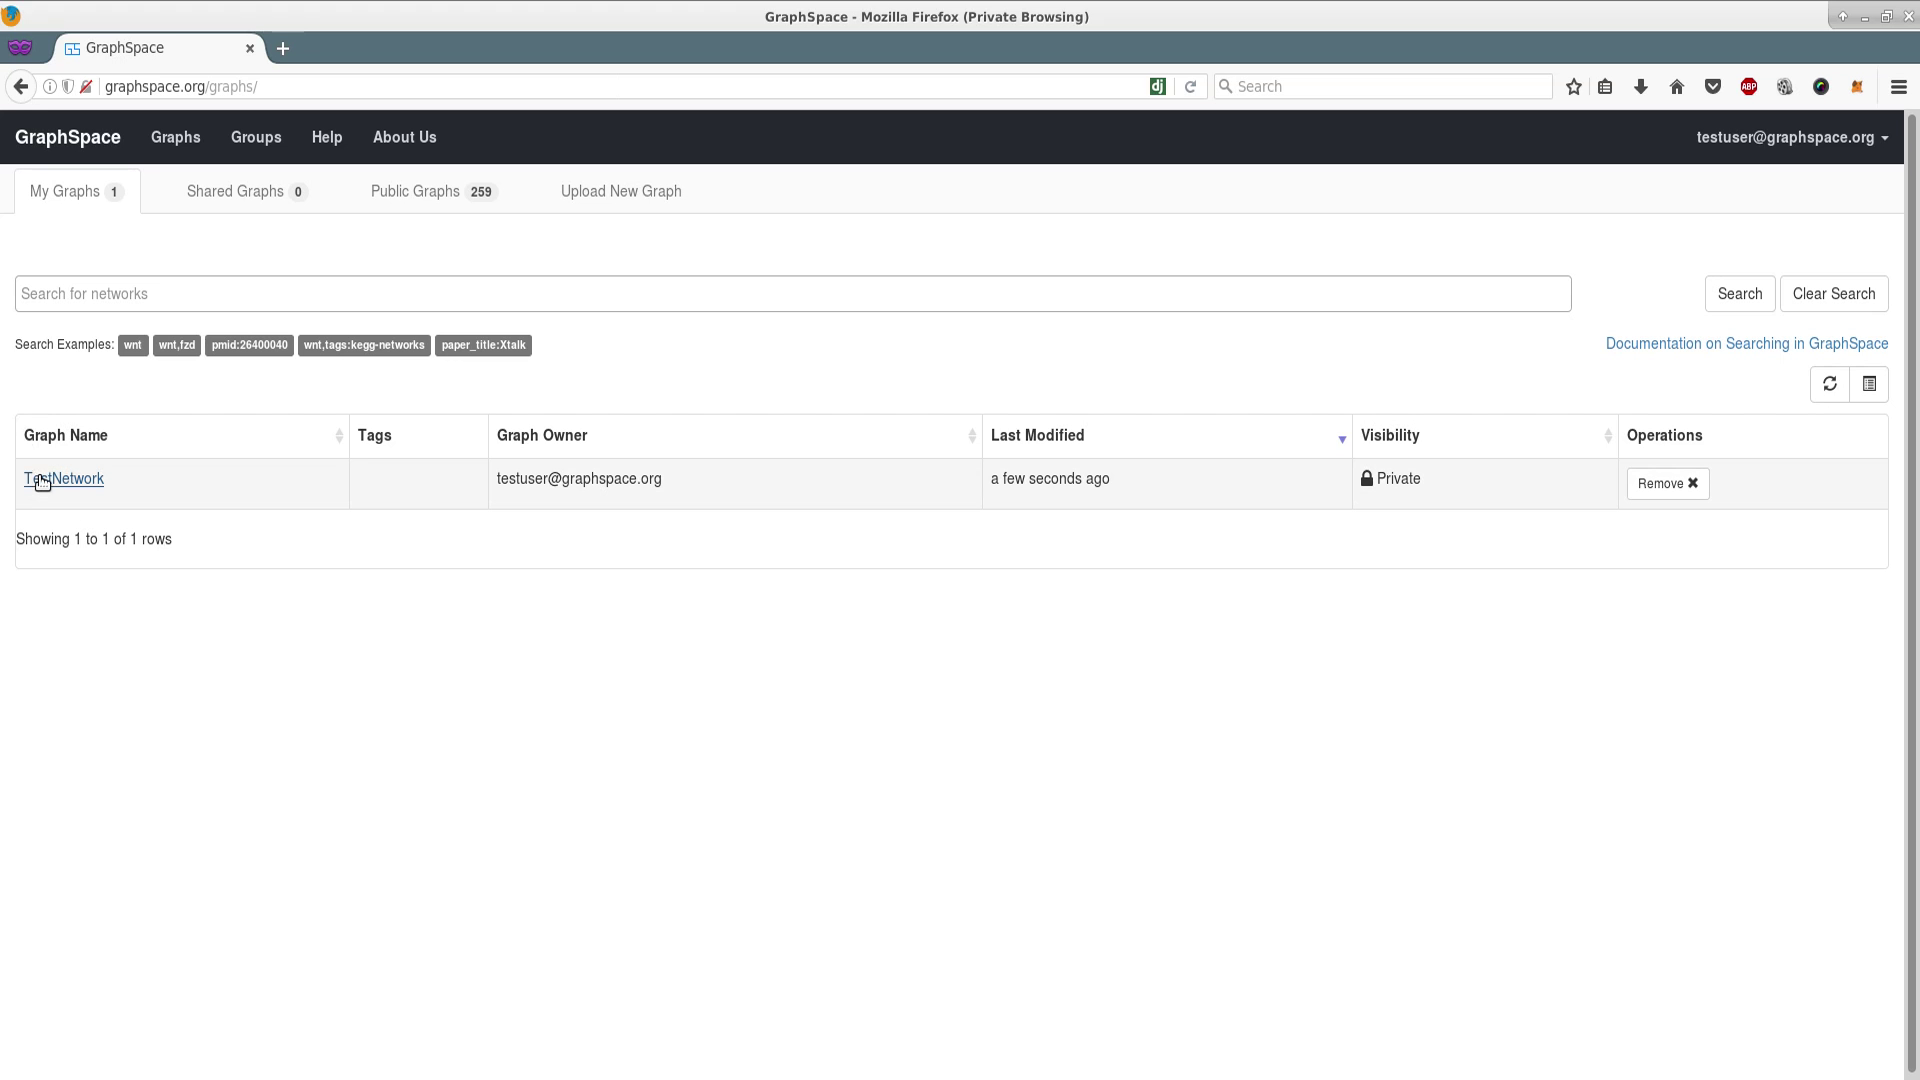 GraphSpace - Mozilla Firefox (Private Browsing)
GraphSpace
graphspace.org/graphs/
dj
Search
ABP
GraphSpace Graphs Groups Help About Us testuser@graphspace.org
My Graphs 1 Shared Graphs 0 Public Graphs 259 Upload New Graph
Search for networks Search Clear Search
Search Examples: wnt wnt,fzd pmid:26400040 wnt,tags:kegg-networks paper_title:Xtalk Documentation on Searching in GraphSpace
Graph Name Tags Graph Owner Last Modified Visibility Operations
TestNetwork testuser@graphspace.org a few seconds ago Private Remove
Showing 1 to 1 of 1 rows